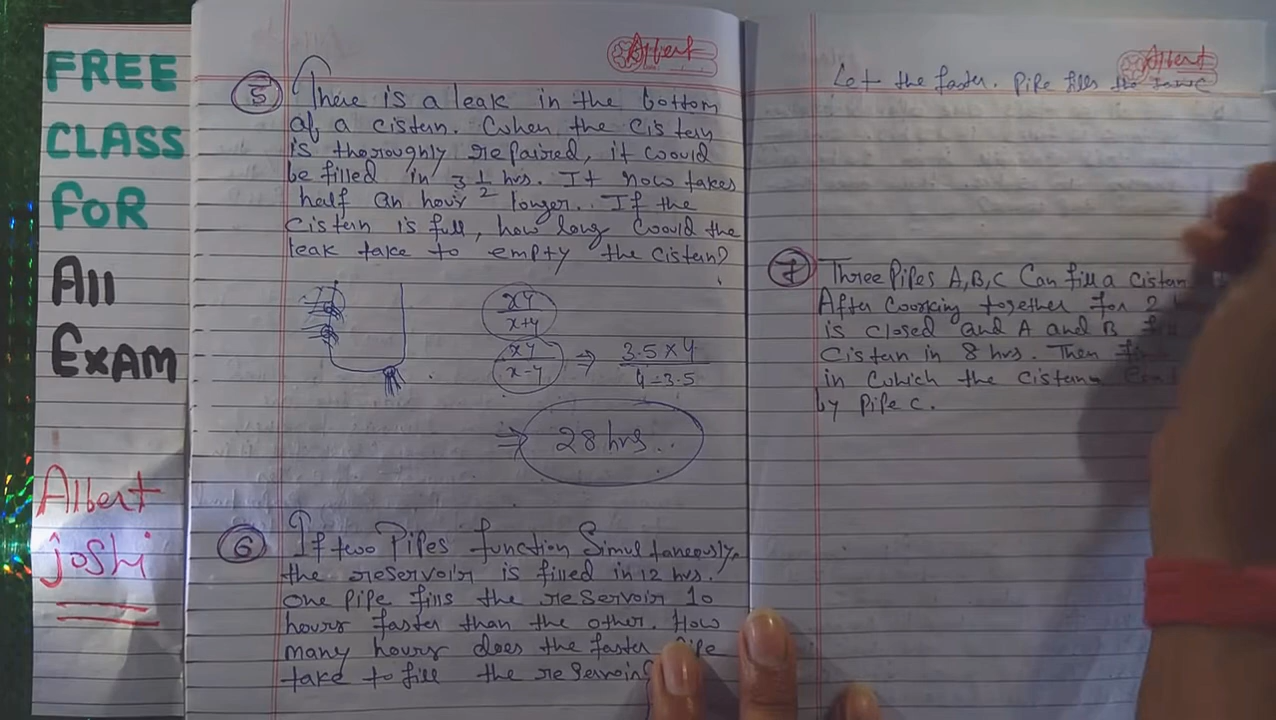 FREE
CLASS
FOR
All
ExAM
Albert
joshi
Albert
5 There is a leak in the bottom
of a cistern. When the cistern
is thoroughly repaired, it would
be filled in 3 1/2 hrs. It now takes
half an hour longer. If the
cistern is full, how long would the
leak take to empty the cistern?
xy
x+y
xy
x-y
⇒ 3.5 × 4
4-3.5
⇒ 28 hrs.
6 If two Pipes function Simultaneously,
the reservoir is filled in 12 hrs.
One pipe fills the reservoir 10
hours faster than the other. How
many hours does the faster
take to fill the
Albert
Let the faster. Pipe fills the
7 Three Pipes A,B,C Can fill a cistern
After working together for 2
is closed and A and B
Cistern in 8 hrs. Then
in which the cistern
by Pipe C.